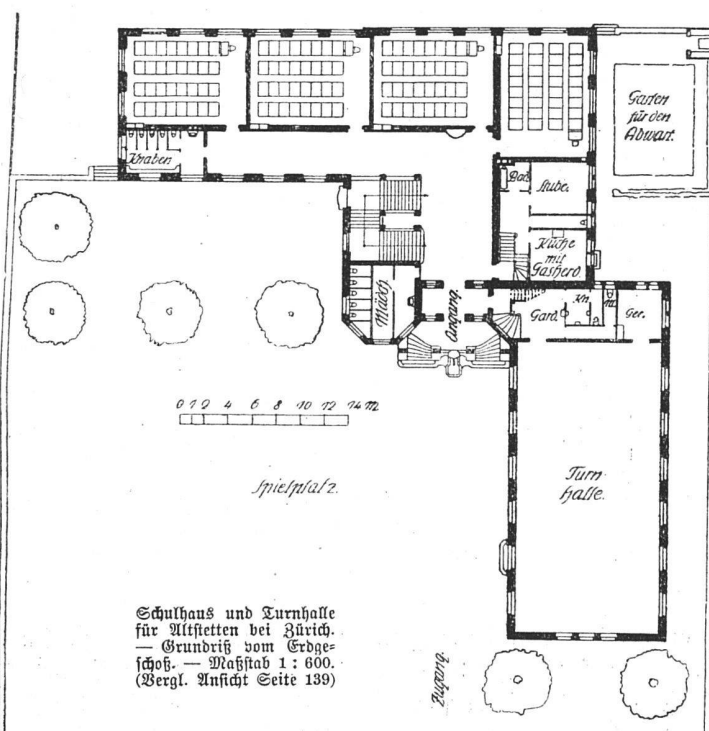 Knaben
Bad.
Stube.
Küche
mit
Gasherd
Garten
für den
Abwart.
Mädch
Eingang.
Gard.
Kn.
M.
Ger.
0 1 2 4 6 8 10 12 14 m
Spielplatz.
Turn
halle.
Schulhaus und Turnhalle
für Altstetten bei Zürich.
— Grundriß vom Erdge=
schoß. — Maßstab 1 : 600.
(Vergl. Ansicht Seite 139)
Zugang.